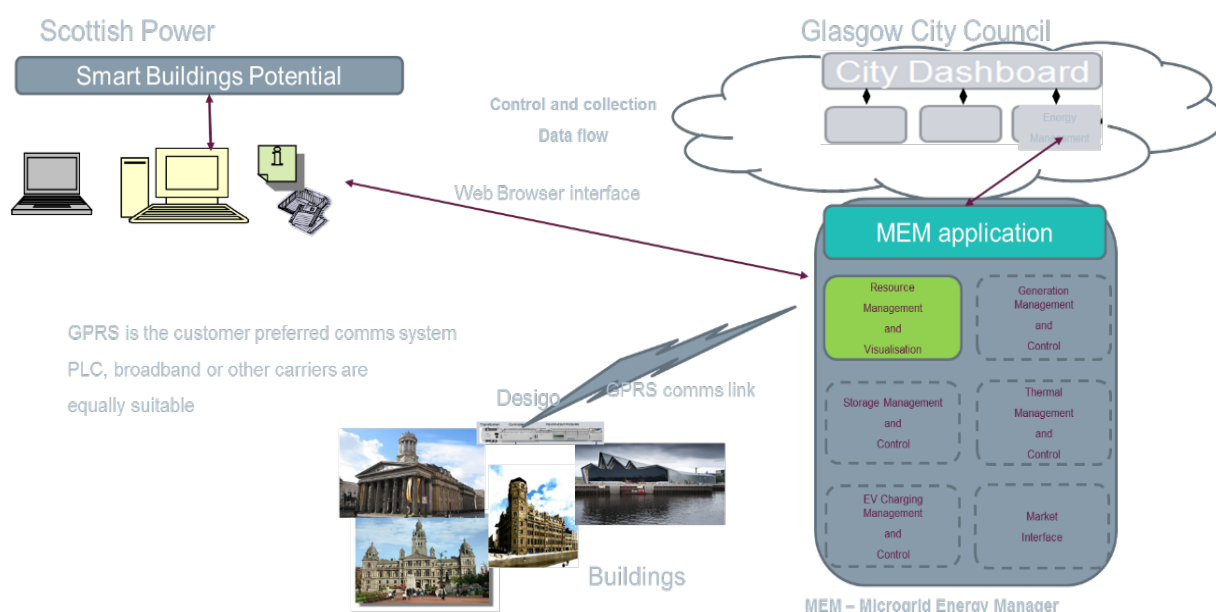 Scottish Power
Smart Buildings Potential
Glasgow City Council
City Dashboard
Energy
Management
Control and collection
Data flow
Web Browser interface
MEM application
Resource
Management
and
Visualisation
Generation
Management
and
Control
Storage Management
and
Control
Thermal
Management
and
Control
EV Charging
Management
and
Control
Market
Interface
MEM – Microgrid Energy Manager
GPRS is the customer preferred comms system
PLC, broadband or other carriers are
equally suitable
Desigo
GPRS comms link
Buildings